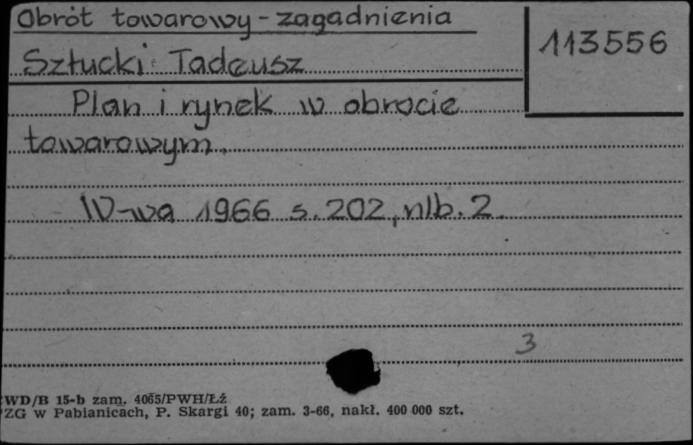 Obrót towarowy - zagadnienia
113556
Sztucki Tadeusz
Plan i rynek w obrocie
towarowym.
W-wa 1966 s. 202, nlb. 2.
3
WD/B 15-b zam. 4065/PWH/Łź
ZG w Pabianicach, P. Skargi 40; zam. 3-66, nakł. 400 000 szt.